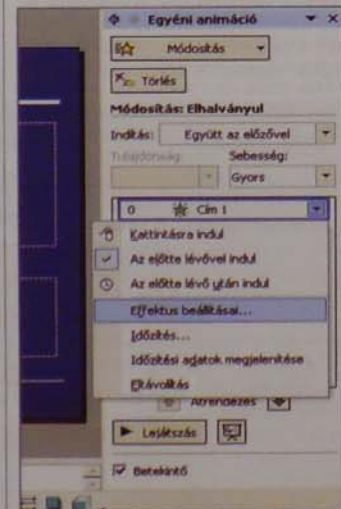 Egyéni animáció
Módosítás
Törlés
Módosítás: Elhalványul
Indítás: Együtt az előzővel
Tulajdonság: Sebesség:
Gyors
0 Cím 1
Kattintásra indul
Az előtte lévővel indul
Az előtte lévő után indul
Effektus beállításai...
Időzítés...
Időzítési adatok megjelenítése
Eltávolítás
Átrendezés
Lejátszás
Betekintő